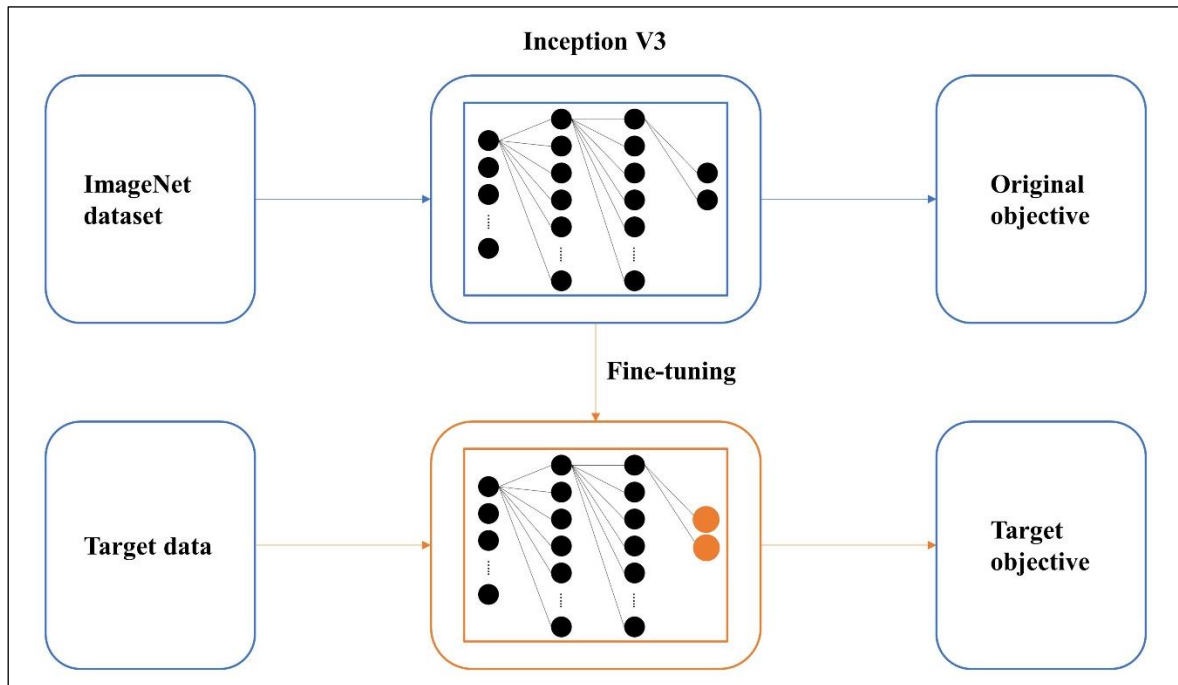 Inception V3
ImageNet
dataset
Original
objective
Fine-tuning
Target data
Target
objective